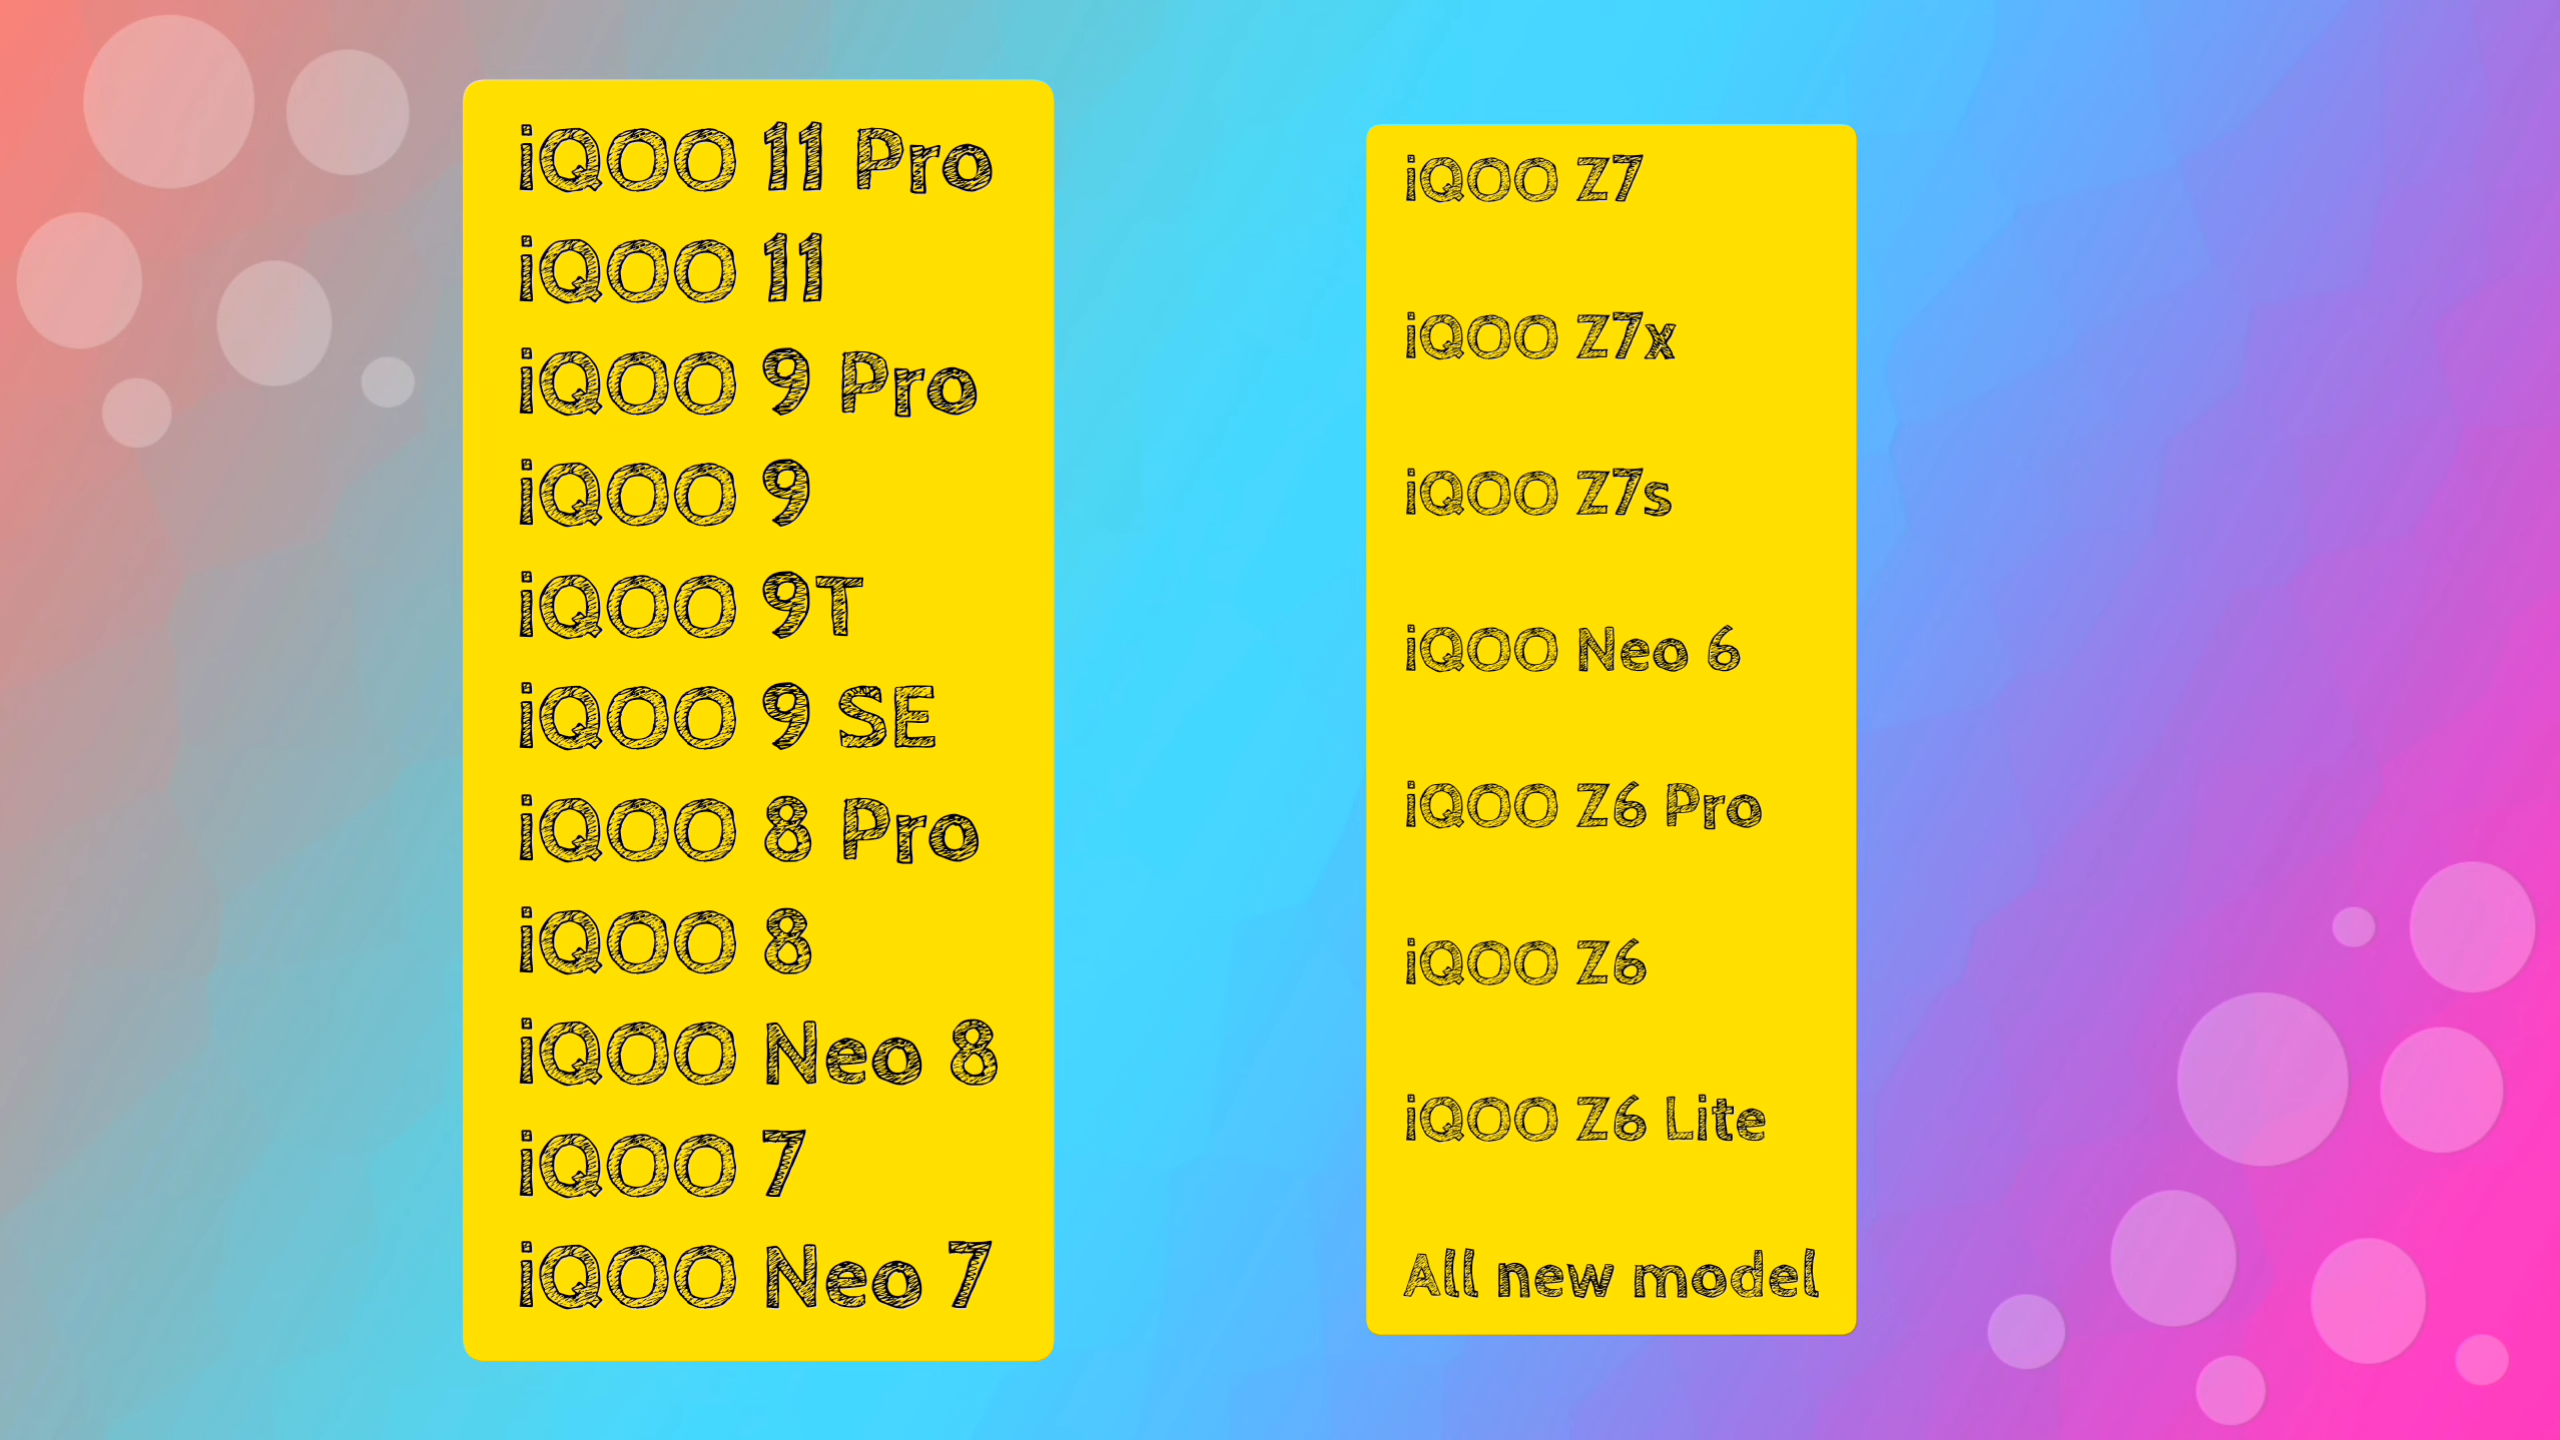 iQOO 11 Pro
iQOO 11
iQOO 9 Pro
iQOO 9
iQOO 9T
iQOO 9 SE
iQOO 8 Pro
iQOO 8
iQOO Neo 8
iQOO 7
iQOO Neo 7
iQOO Z7
iQOO Z7x
iQOO Z7s
iQOO Neo 6
iQOO Z6 Pro
iQOO Z6
iQOO Z6 Lite
All new model